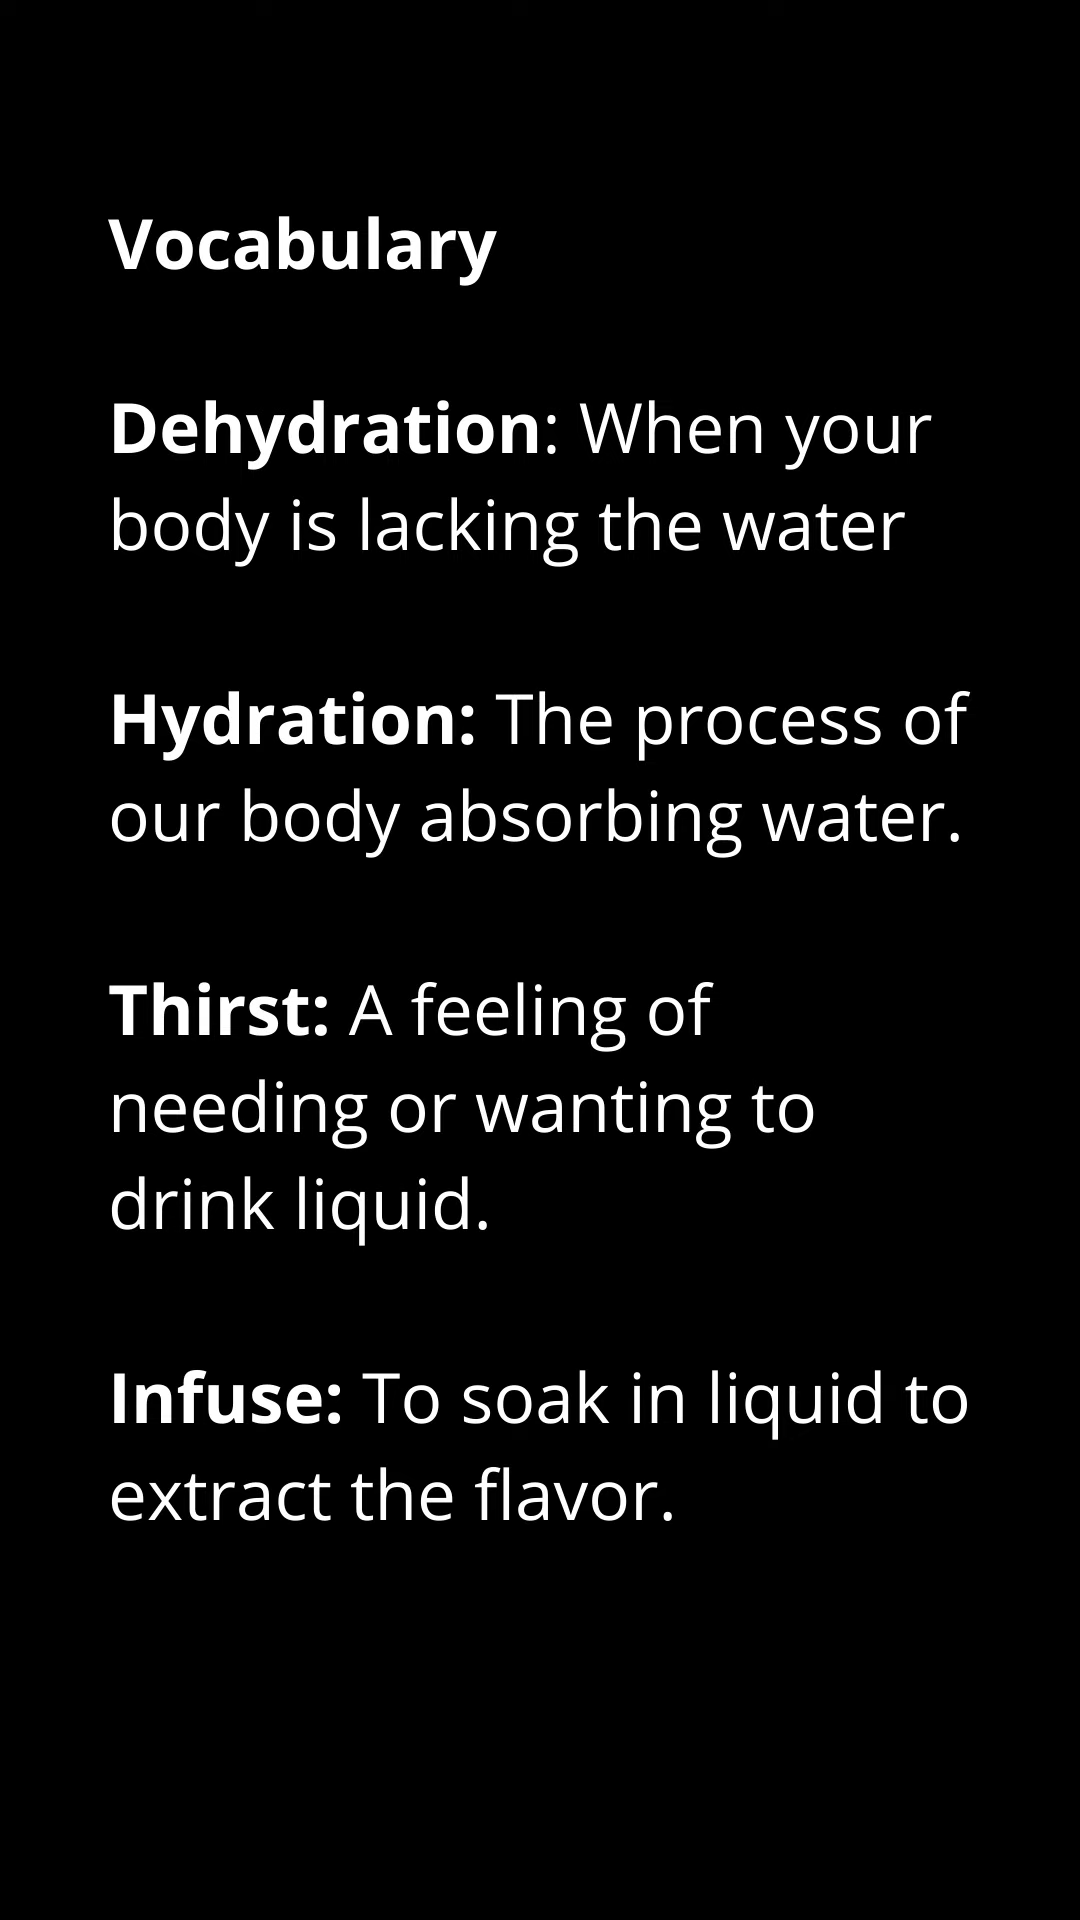 Vocabulary
Dehydration: When your
body is lacking the water
Hydration: The process of
our body absorbing water.
Thirst: A feeling of
needing or wanting to
drink liquid.
Infuse: To soak in liquid to
extract the flavor.